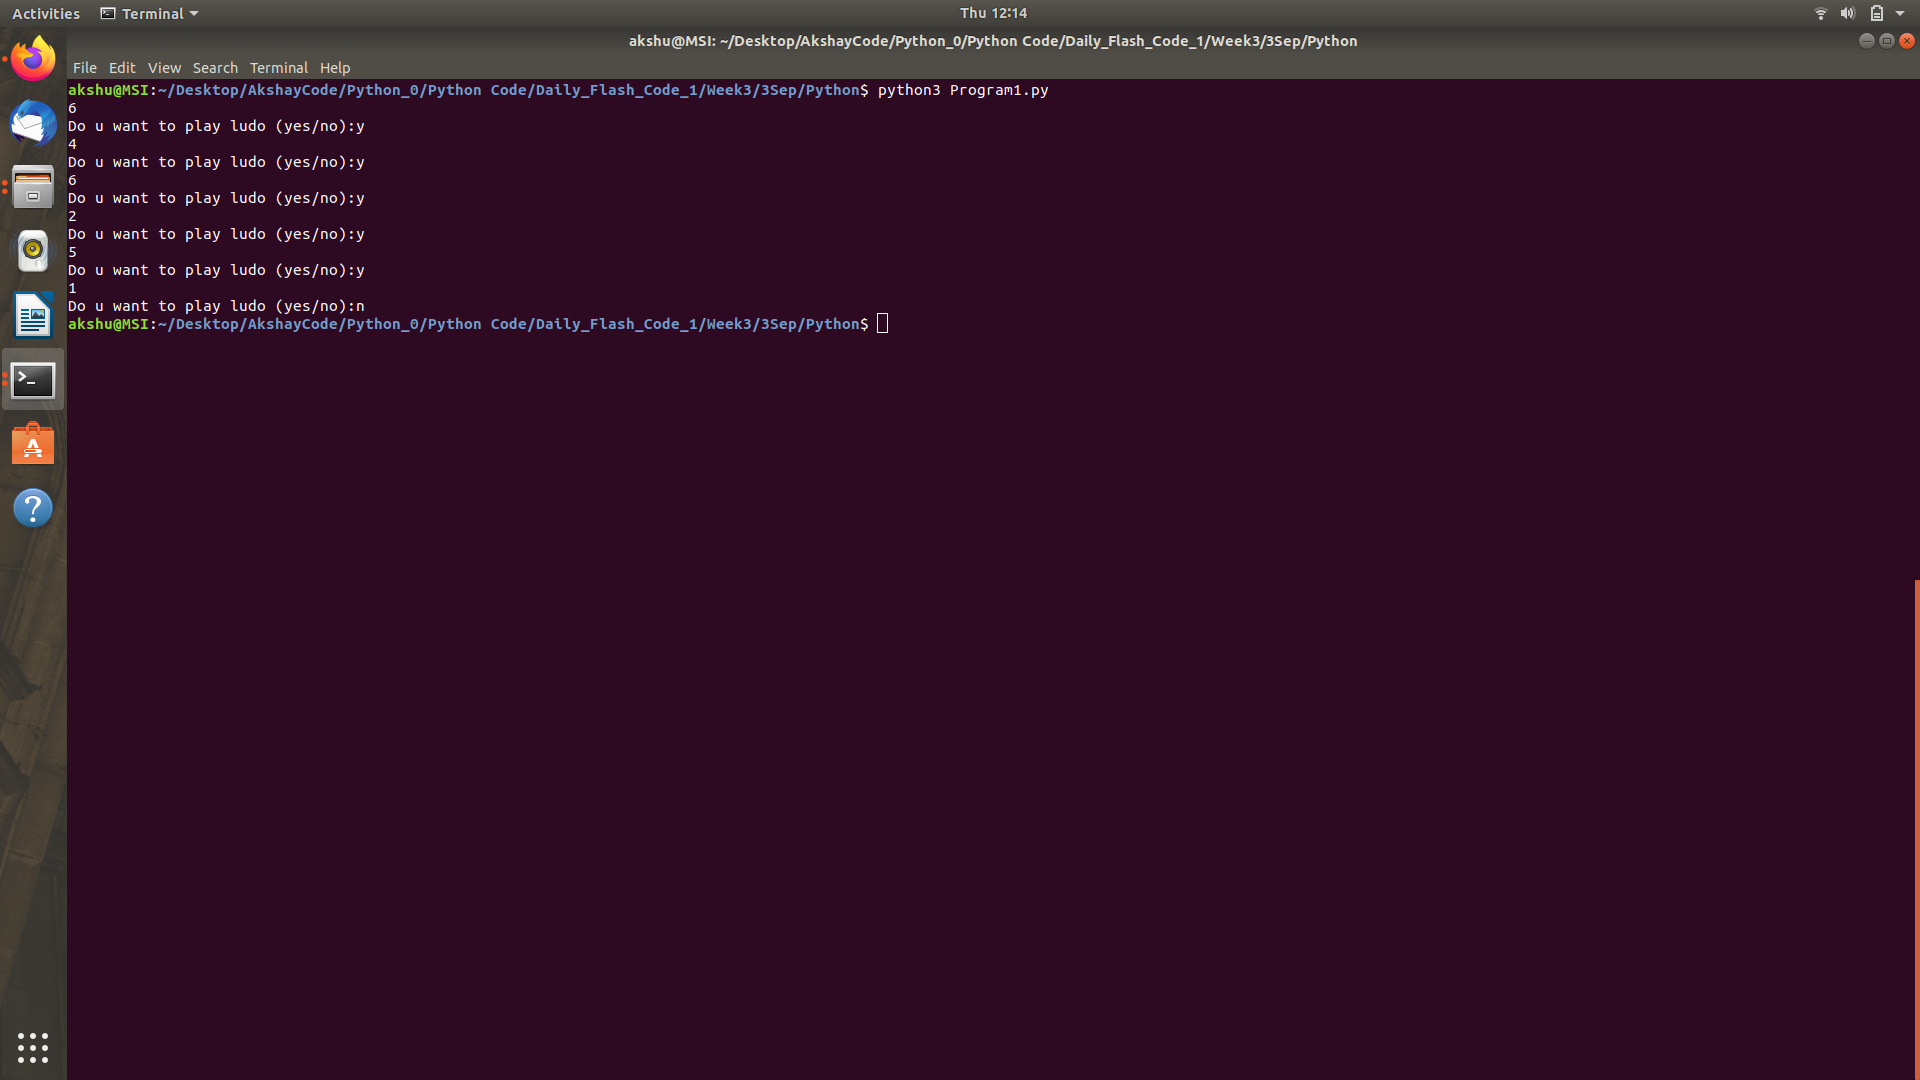 Activities Terminal Thu 12:14
akshu@MSI: ~/Desktop/AkshayCode/Python_0/Python Code/Daily_Flash_Code_1/Week3/3Sep/Python
File Edit View Search Terminal Help
akshu@MSI:~/Desktop/AkshayCode/Python_0/Python Code/Daily_Flash_Code_1/Week3/3Sep/Python$ python3 Program1.py
6
Do u want to play ludo (yes/no):y
4
Do u want to play ludo (yes/no):y
6
Do u want to play ludo (yes/no):y
2
Do u want to play ludo (yes/no):y
5
Do u want to play ludo (yes/no):y
1
Do u want to play ludo (yes/no):n
akshu@MSI:~/Desktop/AkshayCode/Python_0/Python Code/Daily_Flash_Code_1/Week3/3Sep/Python$